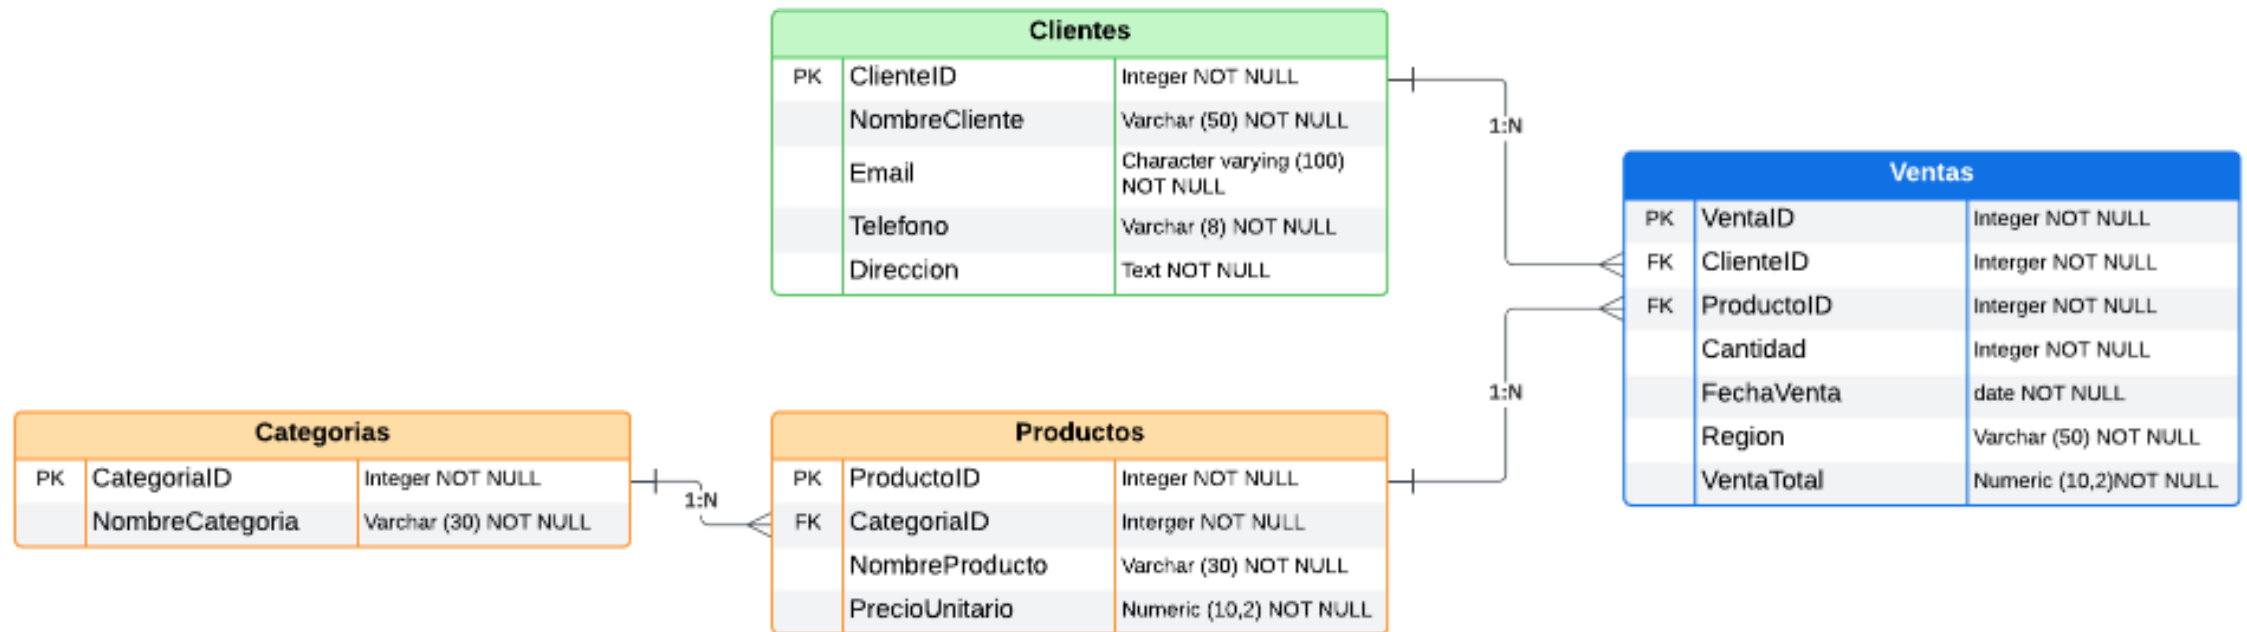 Clientes
PK ClienteID Integer NOT NULL
NombreCliente Varchar (50) NOT NULL
Email Character varying (100)
NOT NULL
Telefono Varchar (8) NOT NULL
Direccion Text NOT NULL
1:N
Ventas
PK VentaID Integer NOT NULL
FK ClienteID Interger NOT NULL
FK ProductoID Interger NOT NULL
Cantidad Integer NOT NULL
FechaVenta date NOT NULL
Region Varchar (50) NOT NULL
VentaTotal Numeric (10,2)NOT NULL
1:N
Categorias
PK CategoriaID Integer NOT NULL
NombreCategoria Varchar (30) NOT NULL
1:N
Productos
PK ProductoID Integer NOT NULL
FK CategoriaID Interger NOT NULL
NombreProducto Varchar (30) NOT NULL
PrecioUnitario Numeric (10,2) NOT NULL